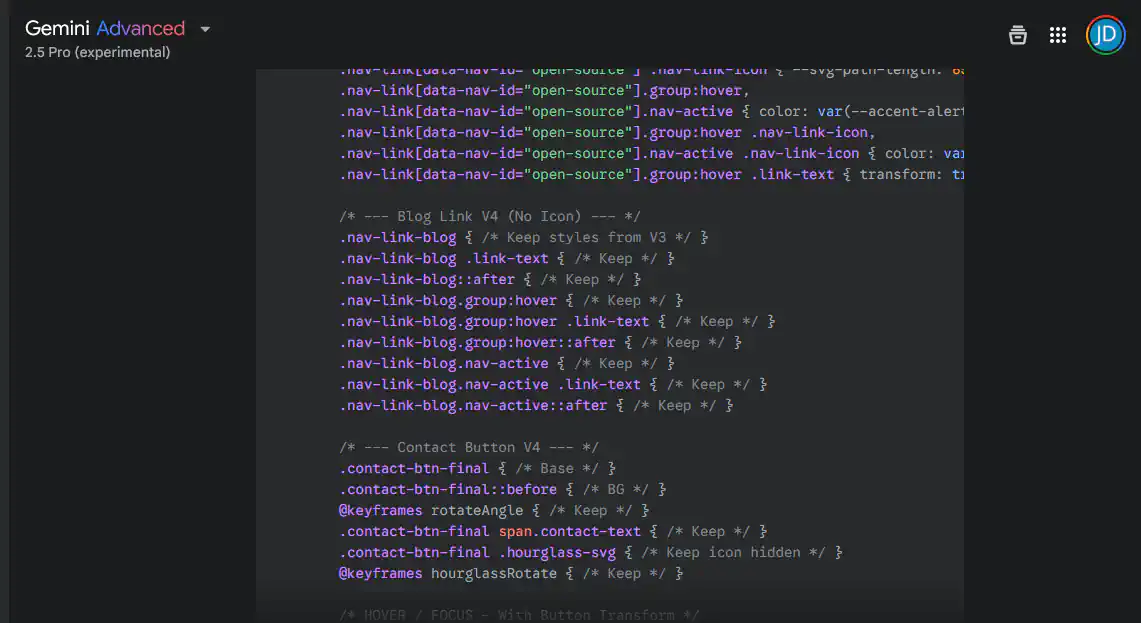 Gemini Advanced
2.5 Pro (experimental)
JD
.nav-link[data-nav-id="open-source"] .nav-link-icon { --svg-path-length: 65
.nav-link[data-nav-id="open-source"].group:hover,
.nav-link[data-nav-id="open-source"].nav-active { color: var(--accent-alert
.nav-link[data-nav-id="open-source"].group:hover .nav-link-icon,
.nav-link[data-nav-id="open-source"].nav-active .nav-link-icon { color: var
.nav-link[data-nav-id="open-source"].group:hover .link-text { transform: tr
/* --- Blog Link V4 (No Icon) --- */
.nav-link-blog { /* Keep styles from V3 */ }
.nav-link-blog .link-text { /* Keep */ }
.nav-link-blog::after { /* Keep */ }
.nav-link-blog.group:hover { /* Keep */ }
.nav-link-blog.group:hover .link-text { /* Keep */ }
.nav-link-blog.group:hover::after { /* Keep */ }
.nav-link-blog.nav-active { /* Keep */ }
.nav-link-blog.nav-active .link-text { /* Keep */ }
.nav-link-blog.nav-active::after { /* Keep */ }
/* --- Contact Button V4 --- */
.contact-btn-final { /* Base */ }
.contact-btn-final::before { /* BG */ }
@keyframes rotateAngle { /* Keep */ }
.contact-btn-final span.contact-text { /* Keep */ }
.contact-btn-final .hourglass-svg { /* Keep icon hidden */ }
@keyframes hourglassRotate { /* Keep */ }
/* HOVER / FOCUS - With Button Transform */